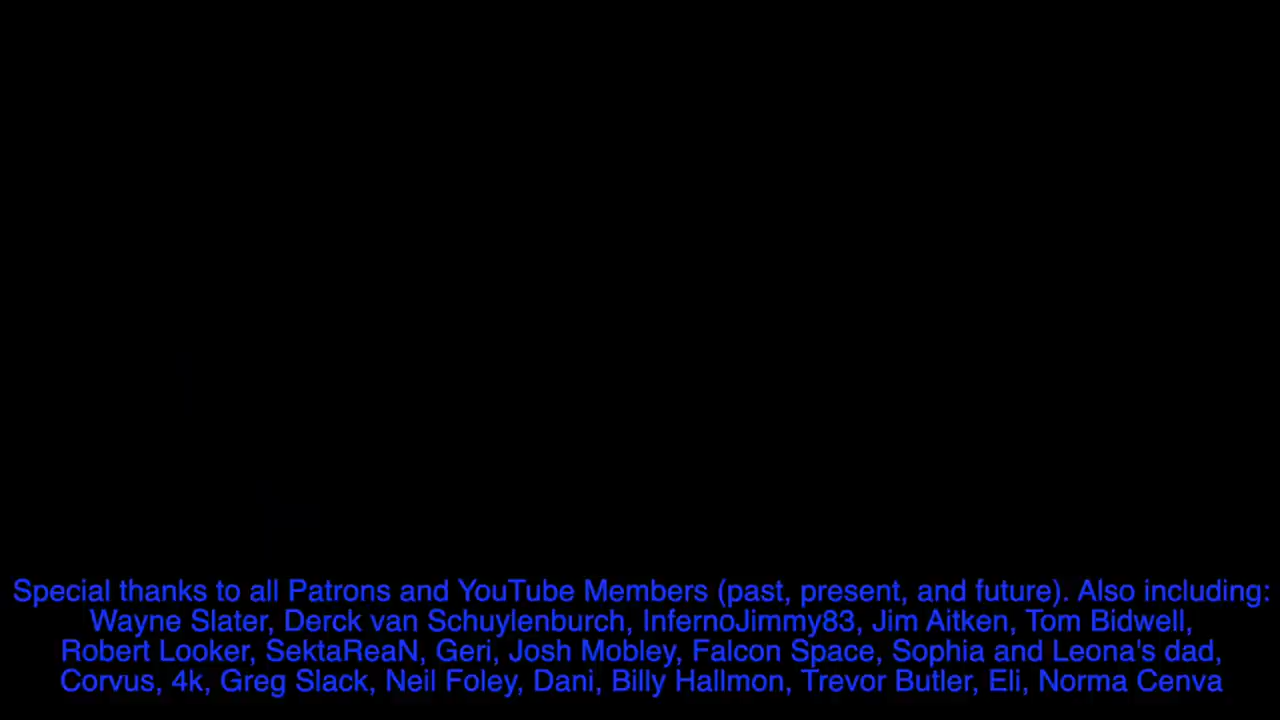 Special thanks to all Patrons and YouTube Members (past, present, and future). Also including:
Wayne Slater, Derck van Schuylenburch, InfernoJimmy83, Jim Aitken, Tom Bidwell,
Robert Looker, SektaReaN, Geri, Josh Mobley, Falcon Space, Sophia and Leona's dad,
Corvus, 4k, Greg Slack, Neil Foley, Dani, Billy Hallmon, Trevor Butler, Eli, Norma Cenva